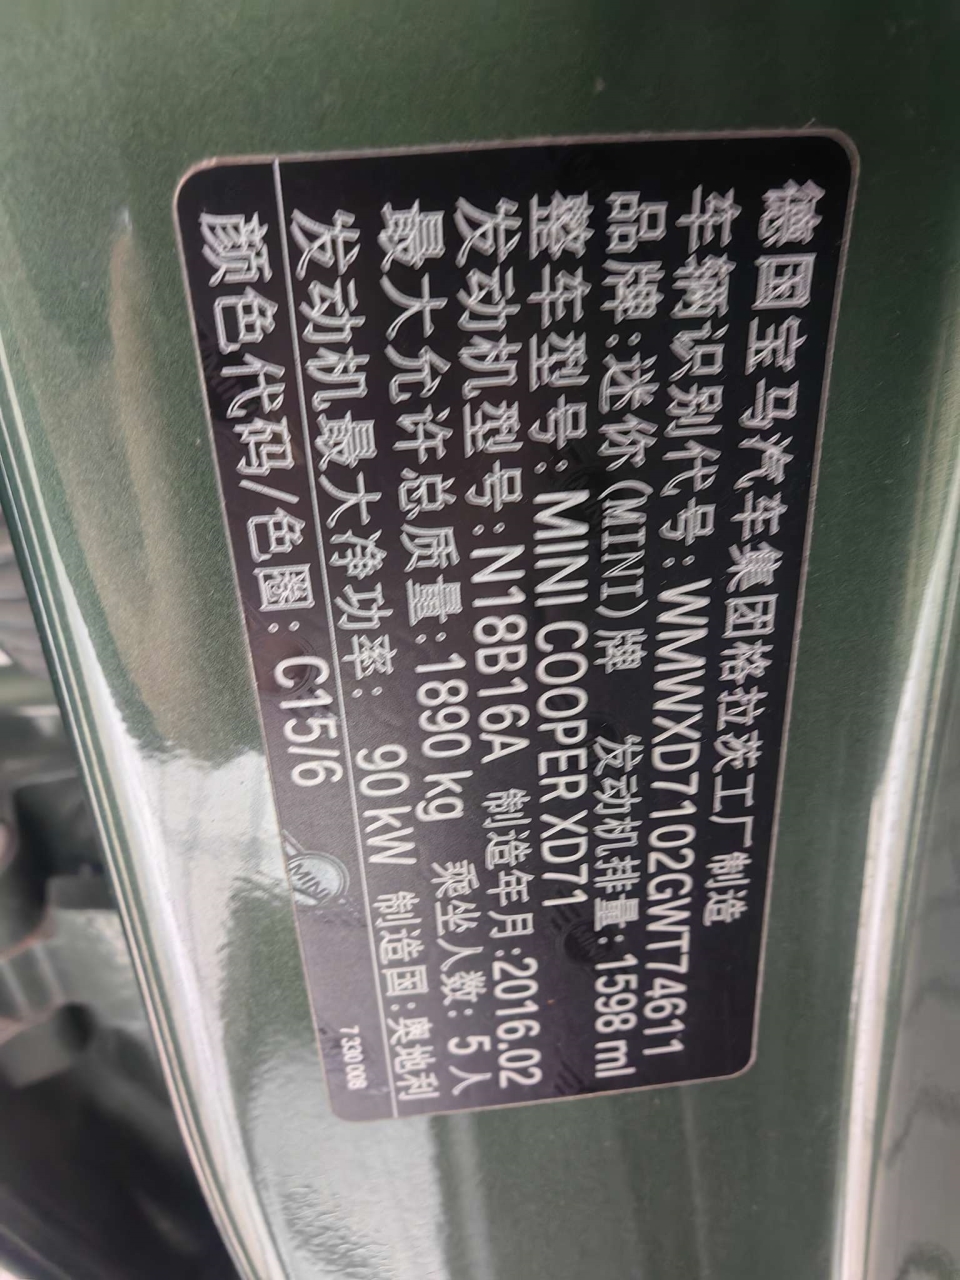 德国宝马汽车集团格拉茨工厂制造
车辆识别代号：WMWXD7102GWT74611
品牌：迷你(MINI)牌 发动机排量：1598 ml
整车型号：MINI COOPER XD71
发动机型号：N18B16A 制造年月：2016.02
最大允许总质量：1890 kg 乘坐人数：5人
发动机最大净功率：90 kW 制造国：奥地利
颜色代码/色圈：C15/6
MINI
7 330 008